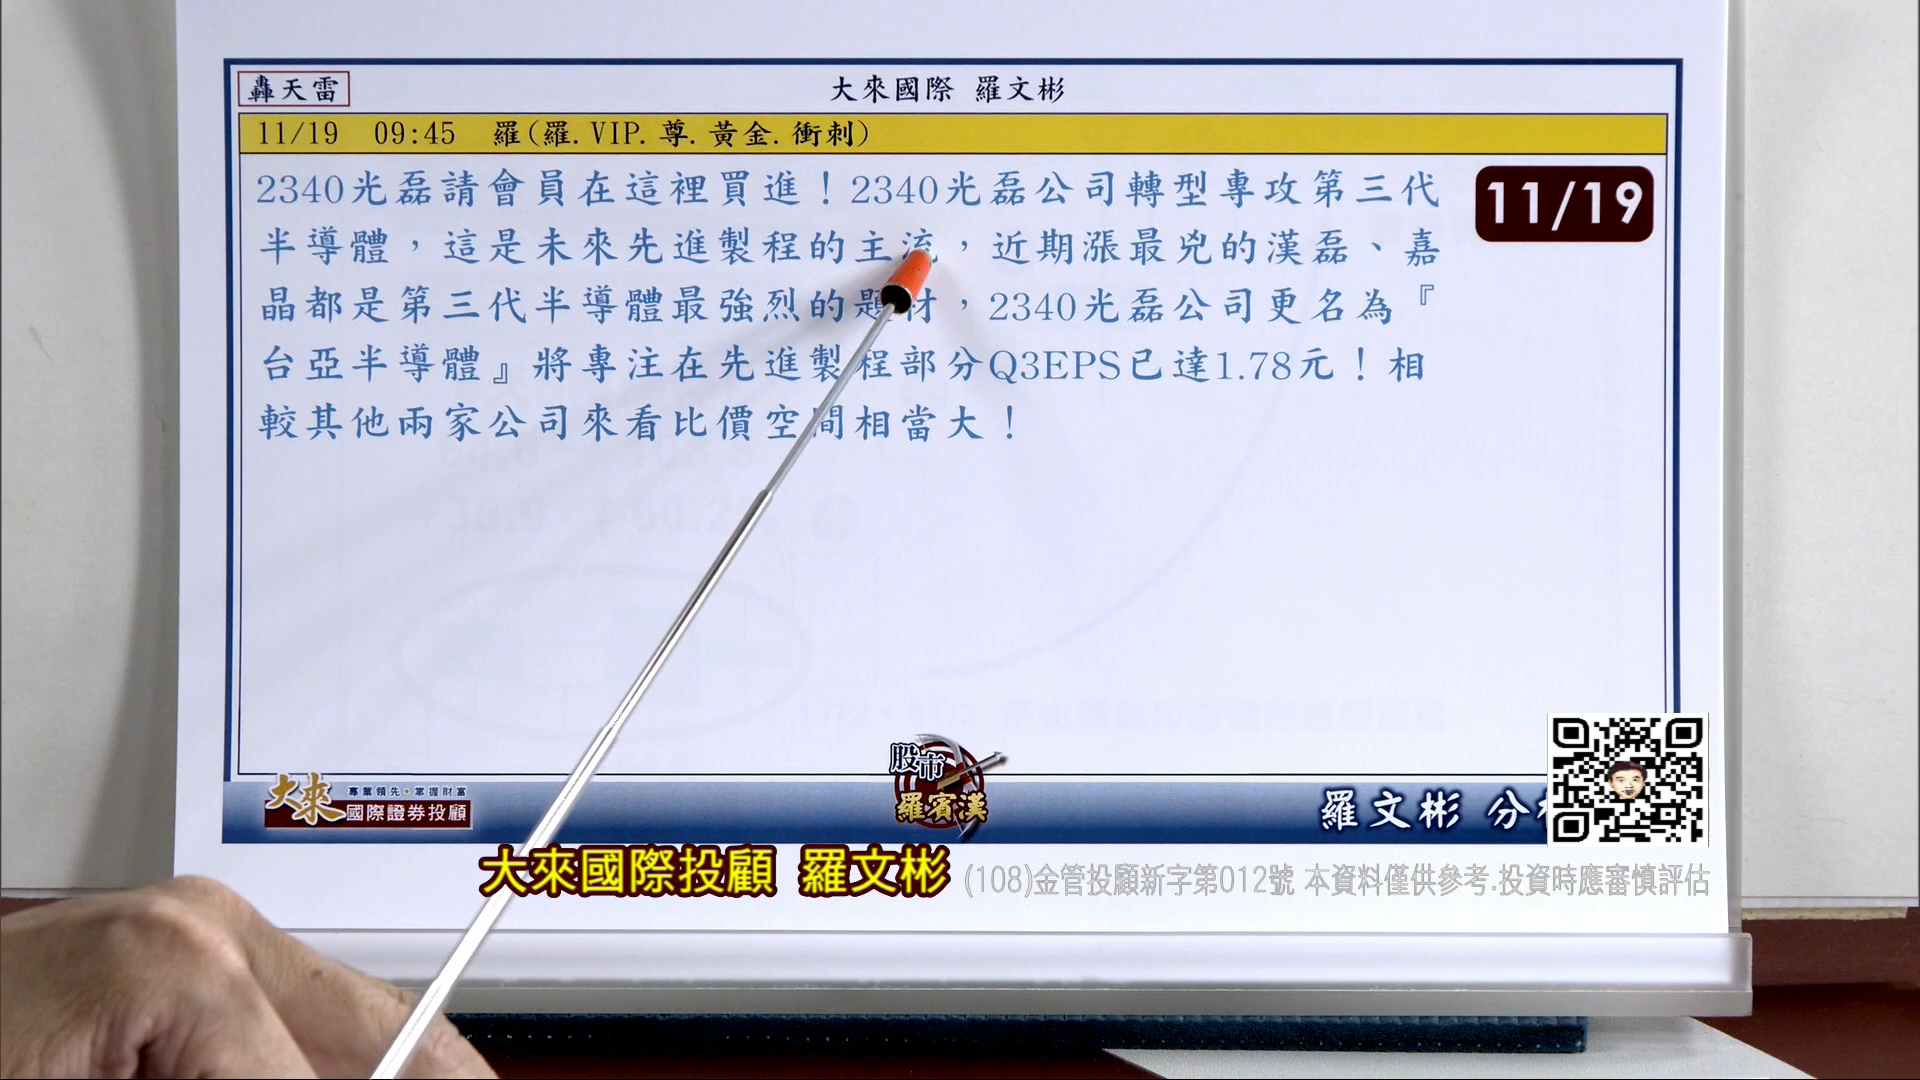 轟天雷
大來國際 羅文彬
11/19 09:45 羅(羅.VIP.尊.黃金.衝刺)
2340光磊請會員在這裡買進！2340光磊公司轉型專攻第三代
11/19
半導體，這是未來先進製程的主流，近期漲最兇的漢磊、嘉
晶都是第三代半導體最強烈的題材，2340光磊公司更名為『
台亞半導體』將專注在先進製程部分Q3EPS已達1.78元！相
較其他兩家公司來看比價空間相當大！
大來
專業領先·掌握財富
國際證券投顧
股市
羅賓漢
羅文彬 分
大來國際投顧 羅文彬
(108)金管投顧新字第012號 本資料僅供參考.投資時應審慎評估